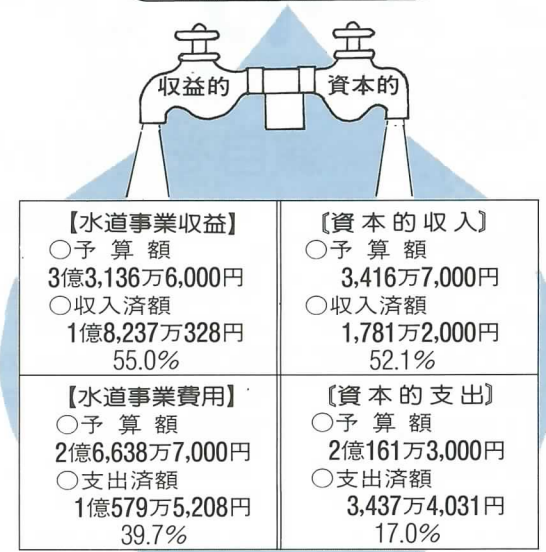 収益的
資本的
【水道事業収益】
○予算額
3億3,136万6,000円
○収入済額
1億8,237万328円
55.0%
〔資本的収入〕
○予算額
3,416万7,000円
○収入済額
1,781万2,000円
52.1%
【水道事業費用】
○予算額
2億6,638万7,000円
○支出済額
1億579万5,208円
39.7%
〔資本的支出〕
○予算額
2億161万3,000円
○支出済額
3,437万4,031円
17.0%